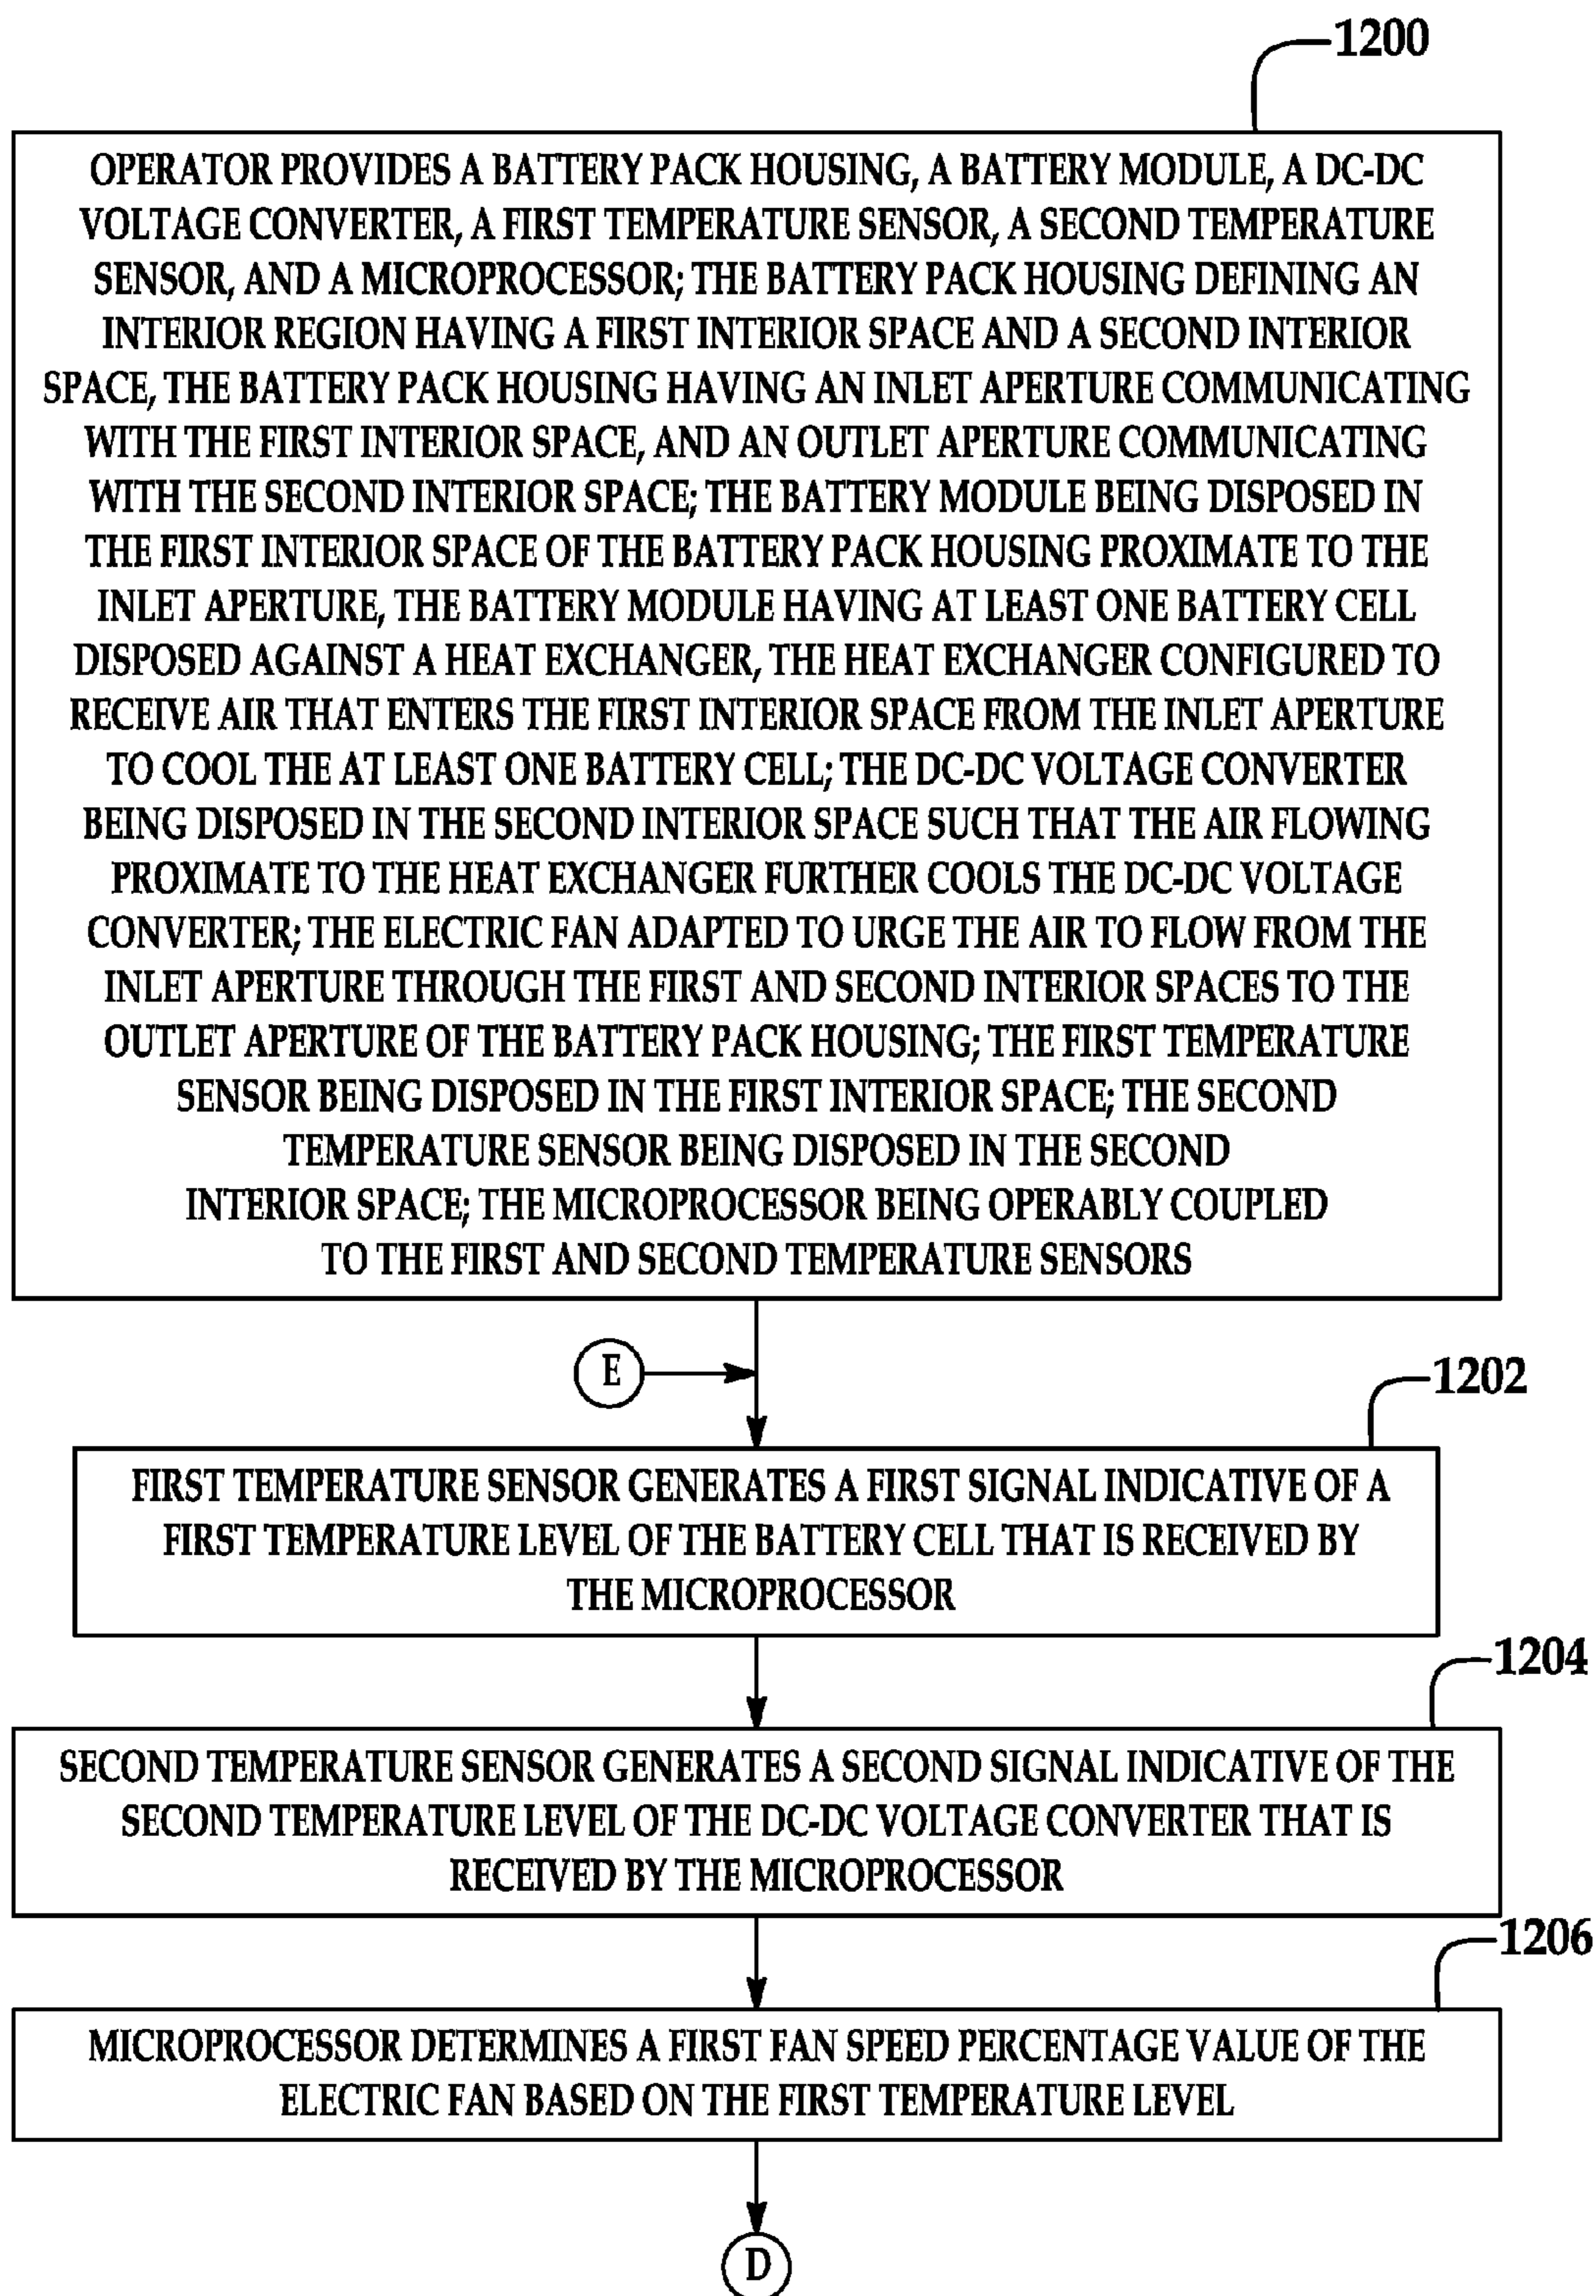 1200
OPERATOR PROVIDES A BATTERY PACK HOUSING, A BATTERY MODULE, A DC-DC
VOLTAGE CONVERTER, A FIRST TEMPERATURE SENSOR, A SECOND TEMPERATURE
SENSOR, AND A MICROPROCESSOR; THE BATTERY PACK HOUSING DEFINING AN
INTERIOR REGION HAVING A FIRST INTERIOR SPACE AND A SECOND INTERIOR
SPACE, THE BATTERY PACK HOUSING HAVING AN INLET APERTURE COMMUNICATING
WITH THE FIRST INTERIOR SPACE, AND AN OUTLET APERTURE COMMUNICATING
WITH THE SECOND INTERIOR SPACE; THE BATTERY MODULE BEING DISPOSED IN
THE FIRST INTERIOR SPACE OF THE BATTERY PACK HOUSING PROXIMATE TO THE
INLET APERTURE, THE BATTERY MODULE HAVING AT LEAST ONE BATTERY CELL
DISPOSED AGAINST A HEAT EXCHANGER, THE HEAT EXCHANGER CONFIGURED TO
RECEIVE AIR THAT ENTERS THE FIRST INTERIOR SPACE FROM THE INLET APERTURE
TO COOL THE AT LEAST ONE BATTERY CELL; THE DC-DC VOLTAGE CONVERTER
BEING DISPOSED IN THE SECOND INTERIOR SPACE SUCH THAT THE AIR FLOWING
PROXIMATE TO THE HEAT EXCHANGER FURTHER COOLS THE DC-DC VOLTAGE
CONVERTER; THE ELECTRIC FAN ADAPTED TO URGE THE AIR TO FLOW FROM THE
INLET APERTURE THROUGH THE FIRST AND SECOND INTERIOR SPACES TO THE
OUTLET APERTURE OF THE BATTERY PACK HOUSING; THE FIRST TEMPERATURE
SENSOR BEING DISPOSED IN THE FIRST INTERIOR SPACE; THE SECOND
TEMPERATURE SENSOR BEING DISPOSED IN THE SECOND
INTERIOR SPACE; THE MICROPROCESSOR BEING OPERABLY COUPLED
TO THE FIRST AND SECOND TEMPERATURE SENSORS
E
1202
FIRST TEMPERATURE SENSOR GENERATES A FIRST SIGNAL INDICATIVE OF A
FIRST TEMPERATURE LEVEL OF THE BATTERY CELL THAT IS RECEIVED BY
THE MICROPROCESSOR
1204
SECOND TEMPERATURE SENSOR GENERATES A SECOND SIGNAL INDICATIVE OF THE
SECOND TEMPERATURE LEVEL OF THE DC-DC VOLTAGE CONVERTER THAT IS
RECEIVED BY THE MICROPROCESSOR
1206
MICROPROCESSOR DETERMINES A FIRST FAN SPEED PERCENTAGE VALUE OF THE
ELECTRIC FAN BASED ON THE FIRST TEMPERATURE LEVEL
D